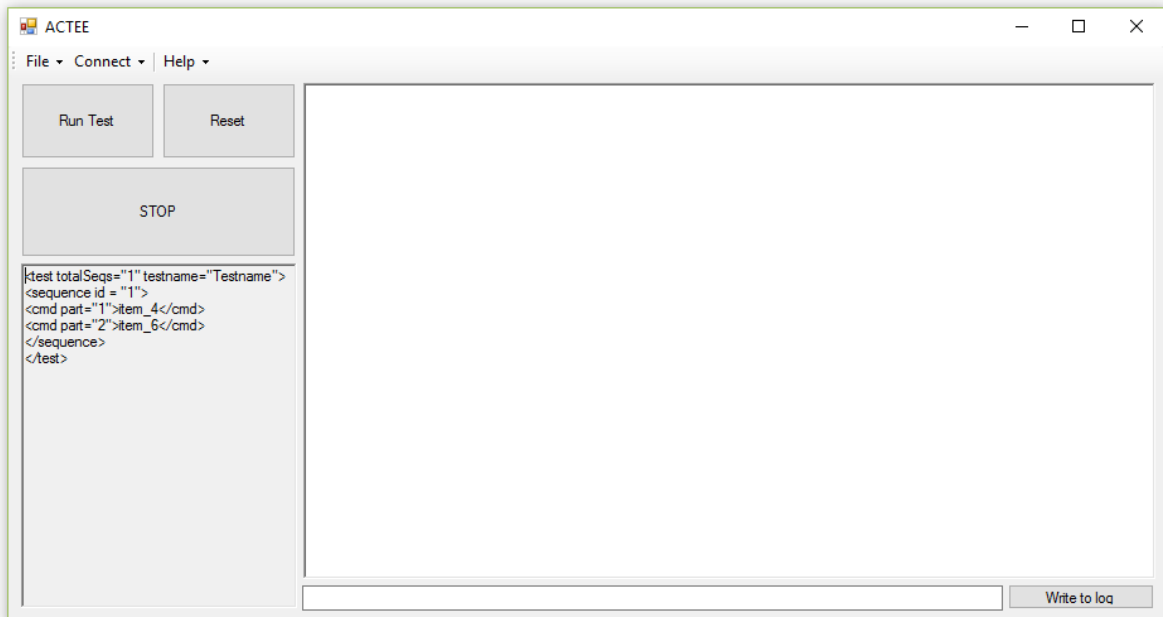 ACTEE
File Connect Help
Run Test Reset
STOP
<test totalSeqs="1" testname="Testname">
<sequence id = "1">
<cmd part="1">item_4</cmd>
<cmd part="2">item_6</cmd>
</sequence>
</test>
Write to log